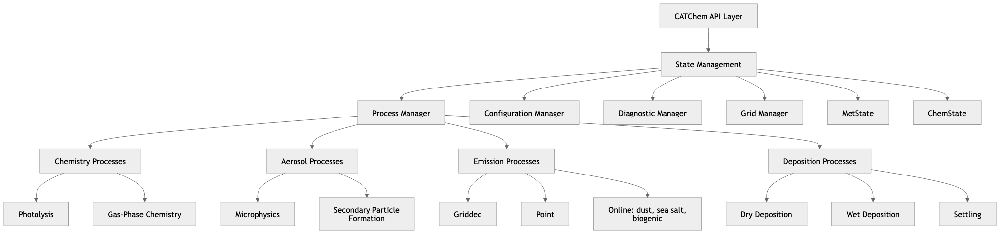 CATChem API Layer
State Management
Process Manager
Configuration Manager
Diagnostic Manager
Grid Manager
MetState
ChemState
Chemistry Processes
Aerosol Processes
Emission Processes
Deposition Processes
Photolysis
Gas-Phase Chemistry
Microphysics
Secondary Particle
Formation
Gridded
Point
Online: dust, sea salt,
biogenic
Dry Deposition
Wet Deposition
Settling